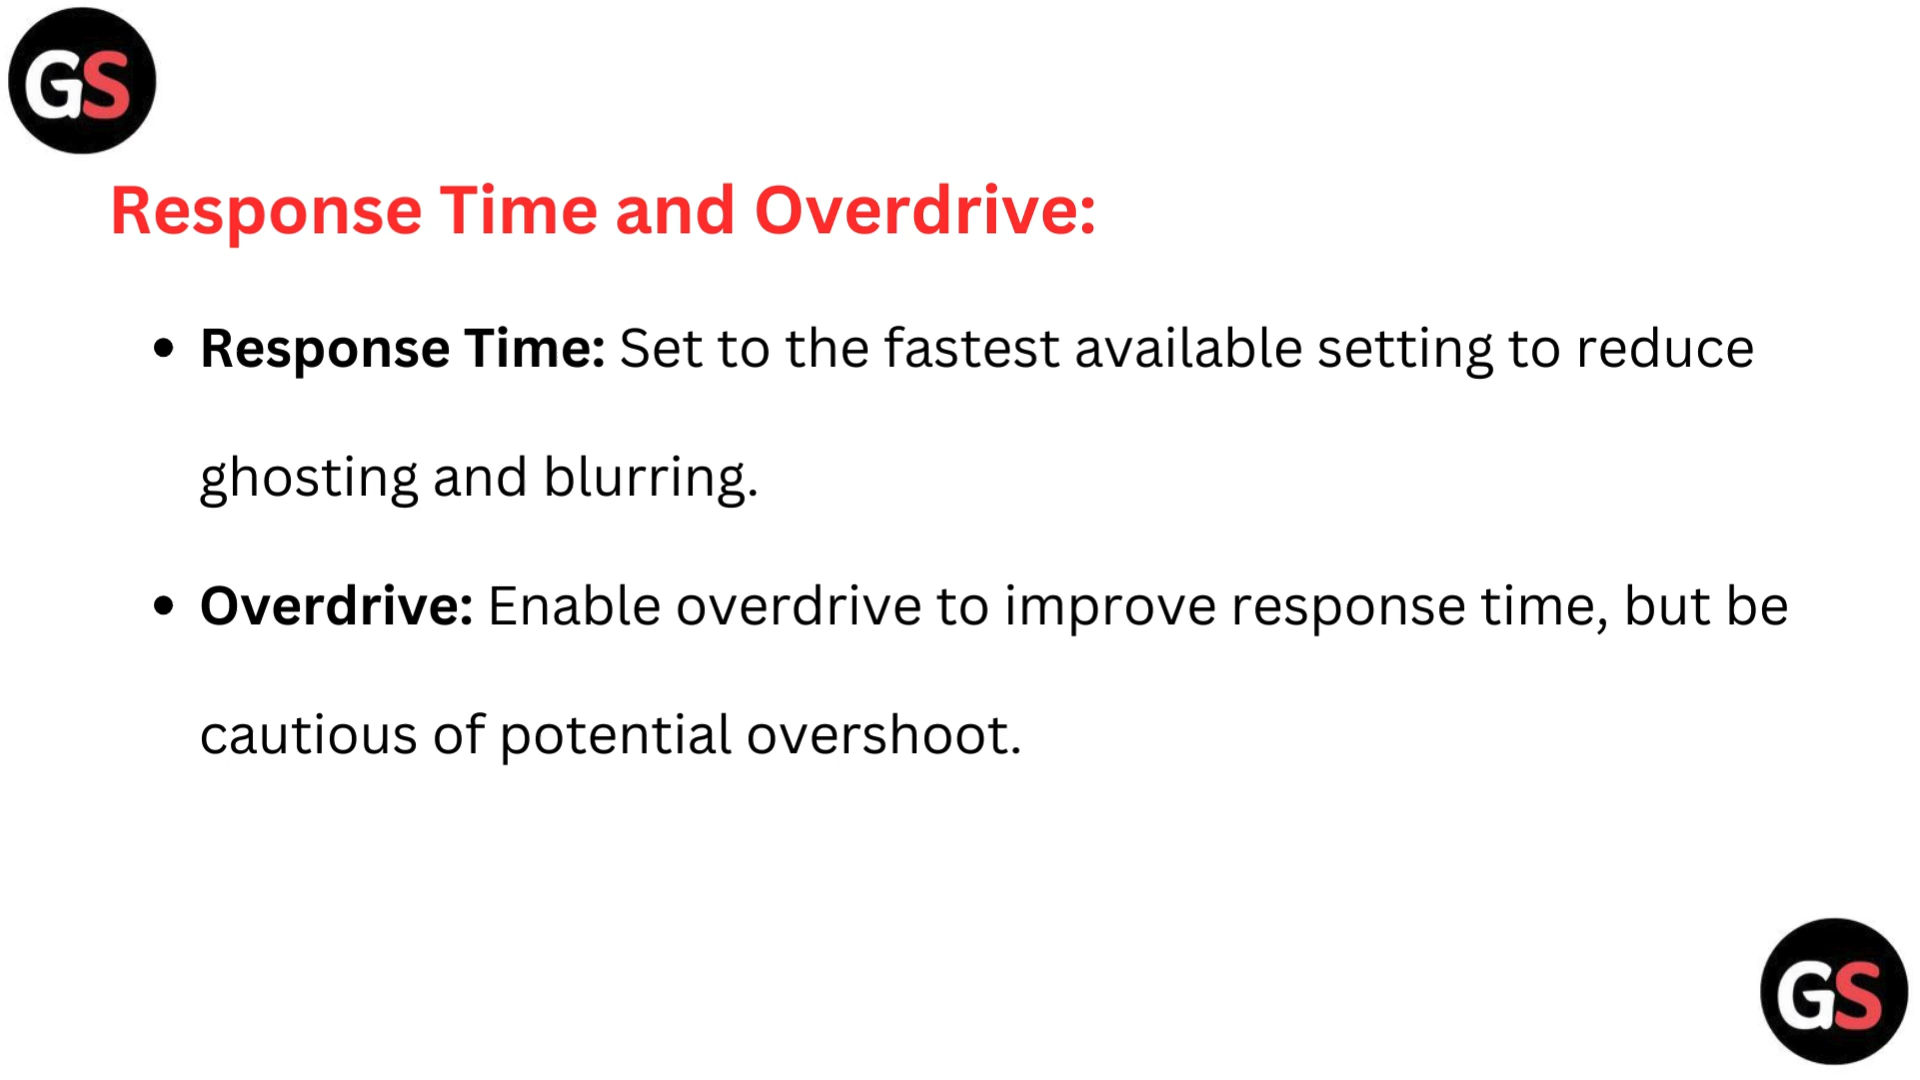 GS
Response Time and Overdrive:
• Response Time: Set to the fastest available setting to reduce
ghosting and blurring.
• Overdrive: Enable overdrive to improve response time, but be
cautious of potential overshoot.
GS